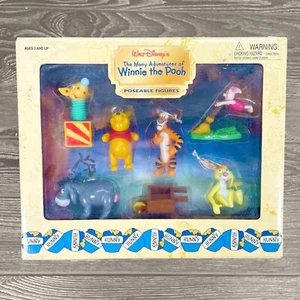 AGES 3 AND UP
Walt Disney's
The Many Adventures of
Winnie the Pooh
POSEABLE FIGURES
WARNING:
HUNNY HUNNY HUNNY HUNNY HUNNY HUNNY